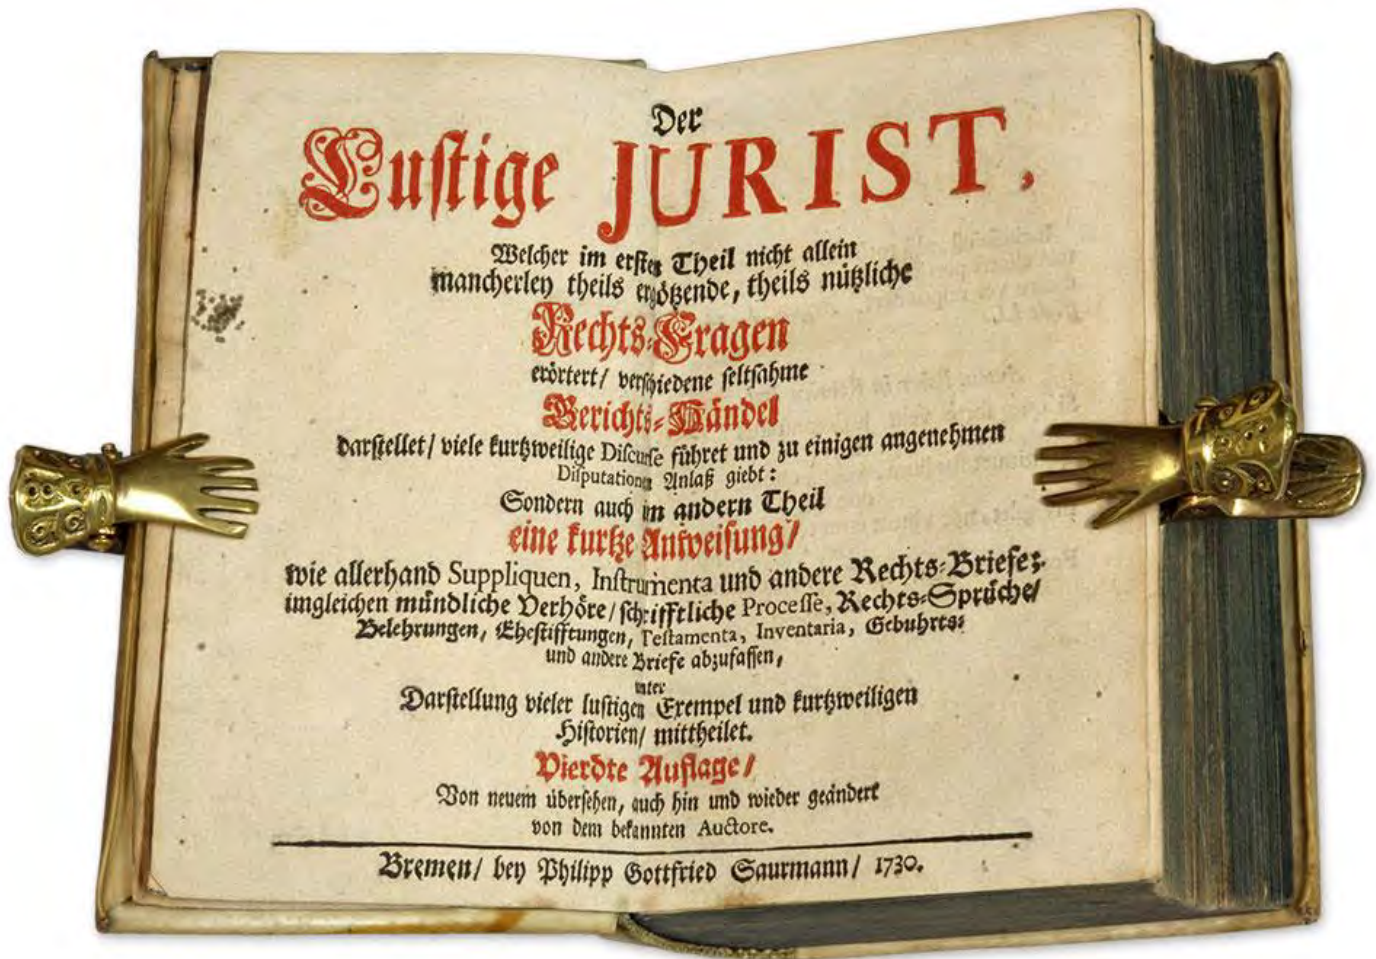 Der
Lustige JURIST,
Welcher im ersten Theil nicht allein
mancherley theils ergötzende, theils nützliche
Rechts-Fragen
erörtert/ verschiedene seltsahme
Gerichts-Händel
darstellet/ viele kurtzweilige Discurse führet und zu einigen angenehmen
Disputationen Anlaß giebt:
Sondern auch im andern Theil
eine kurtze Anweisung/
wie allerhand Suppliquen, Instrumenta und andere Rechts-Briefe;
imgleichen mündliche Verhöre/ schrifftliche Processe, Rechts-Sprüche/
Belehrungen, Ehestifftungen, Testamenta, Inventaria, Gebuhrts-
und andere Briefe abzufassen,
unter
Darstellung vieler lustigen Exempel und kurtzweiligen
Historien/ mittheilet.
Vierdte Auflage/
Von neuem übersehen, auch hin und wieder geändert
von dem bekannten Auctore.
Bremen/ bey Philipp Gottfried Saurmann/ 1730.